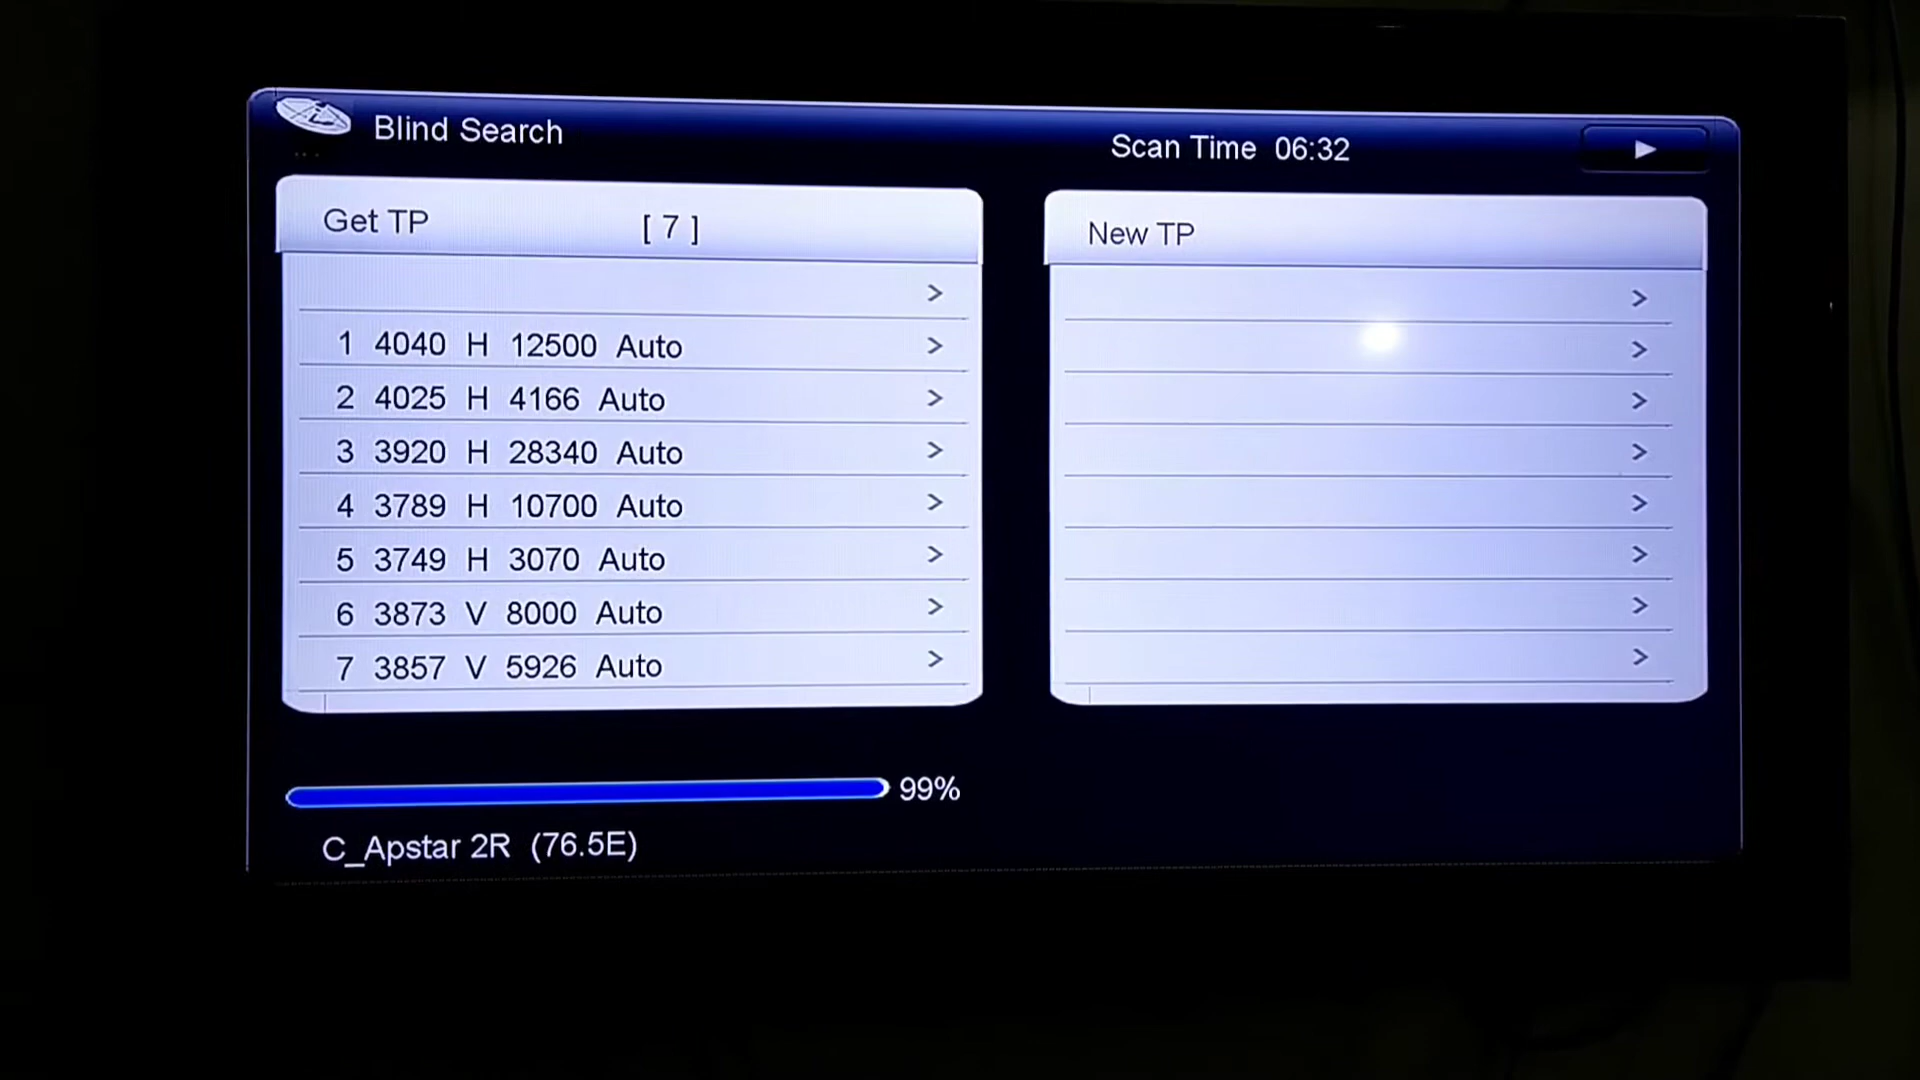 Blind Search
Scan Time 06:32
Get TP [ 7 ]
1 4040 H 12500 Auto
2 4025 H 4166 Auto
3 3920 H 28340 Auto
4 3789 H 10700 Auto
5 3749 H 3070 Auto
6 3873 V 8000 Auto
7 3857 V 5926 Auto
New TP
99%
C_Apstar 2R (76.5E)